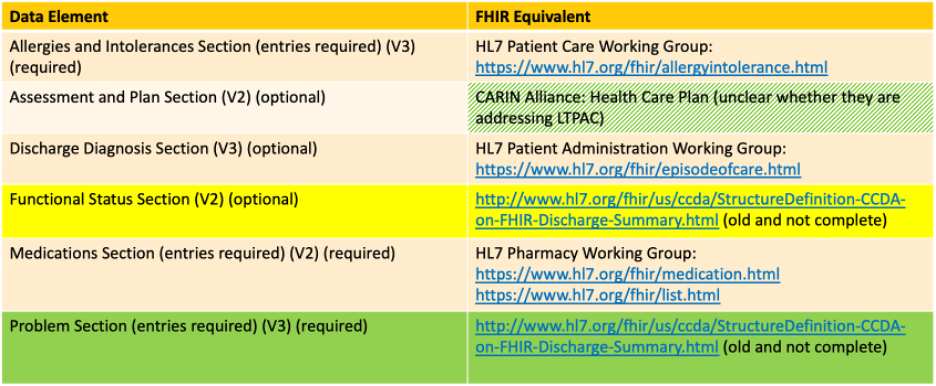 Data Element
FHIR Equivalent
Allergies and Intolerances Section (entries required) (V3)
(required)
HL7 Patient Care Working Group:
https://www.hl7.org/fhir/allergyintolerance.html
Assessment and Plan Section (V2) (optional)
CARIN Alliance: Health Care Plan (unclear whether they are
addressing LTPAC)
Discharge Diagnosis Section (V3) (optional)
HL7 Patient Administration Working Group:
https://www.hl7.org/fhir/episodeofcare.html
Functional Status Section (V2) (optional)
http://www.hl7.org/fhir/us/ccda/StructureDefinition-CCDA-
on-FHIR-Discharge-Summary.html (old and not complete)
Medications Section (entries required) (V2) (required)
HL7 Pharmacy Working Group:
https://www.hl7.org/fhir/medication.html
https://www.hl7.org/fhir/list.html
Problem Section (entries required) (V3) (required)
http://www.hl7.org/fhir/us/ccda/StructureDefinition-CCDA-
on-FHIR-Discharge-Summary.html (old and not complete)